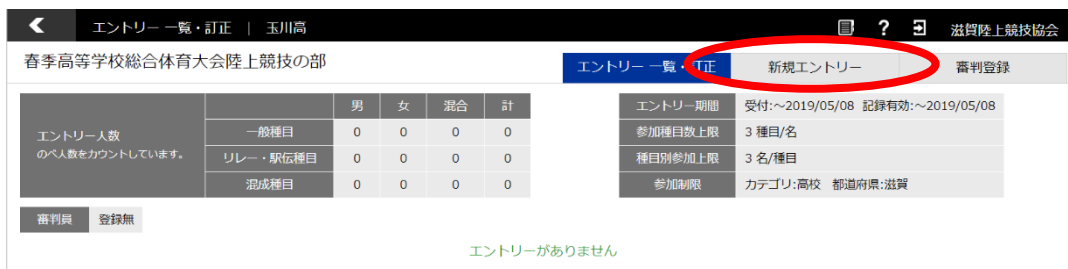 エントリー 一覧・訂正 | 玉川高
? 滋賀陸上競技協会
春季高等学校総合体育大会陸上競技の部
エントリー 一覧・訂正 新規エントリー 審判登録
男 女 混合 計
エントリー人数
のべ人数をカウントしています。
一般種目 0 0 0 0
リレー・駅伝種目 0 0 0 0
混成種目 0 0 0 0
エントリー期間 受付:~2019/05/08 記録有効:~2019/05/08
参加種目数上限 3 種目/名
種目別参加上限 3 名/種目
参加制限 カテゴリ:高校 都道府県:滋賀
審判員 登録無
エントリーがありません